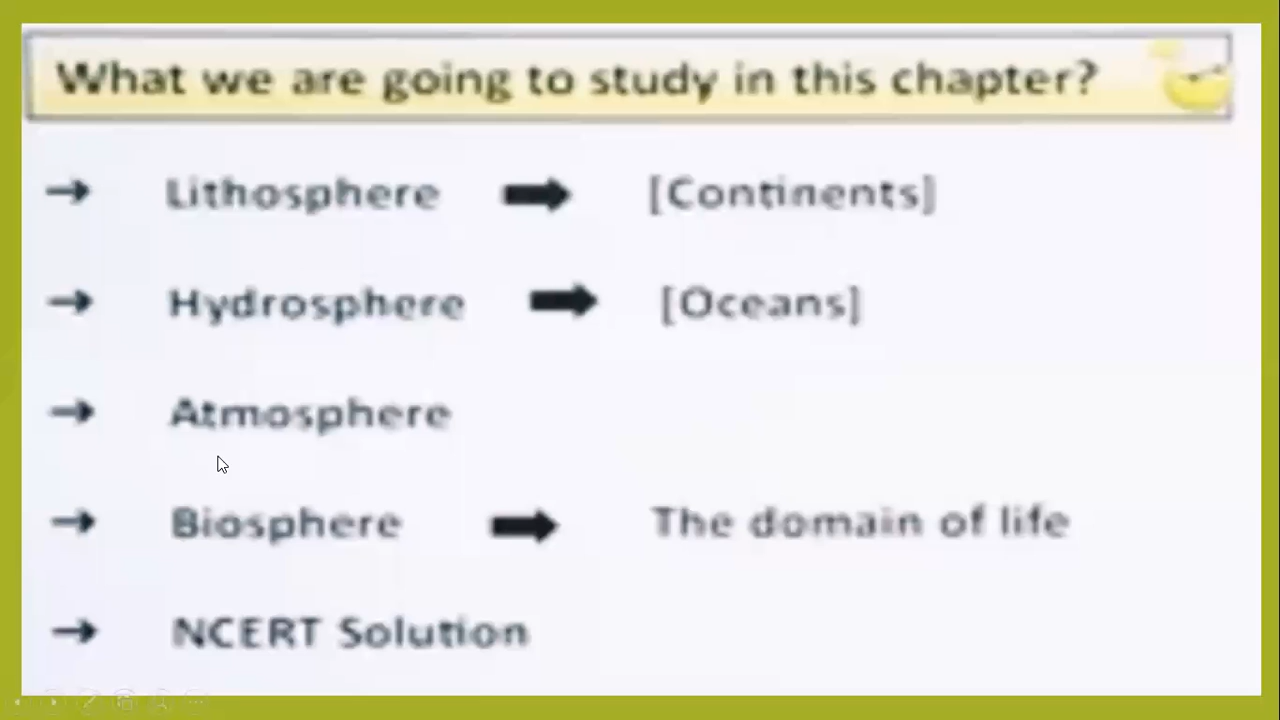 What we are going to study in this chapter?
→ Lithosphere ➡ [Continents]
→ Hydrosphere ➡ [Oceans]
→ Atmosphere
→ Biosphere ➡ The domain of life
→ NCERT Solution